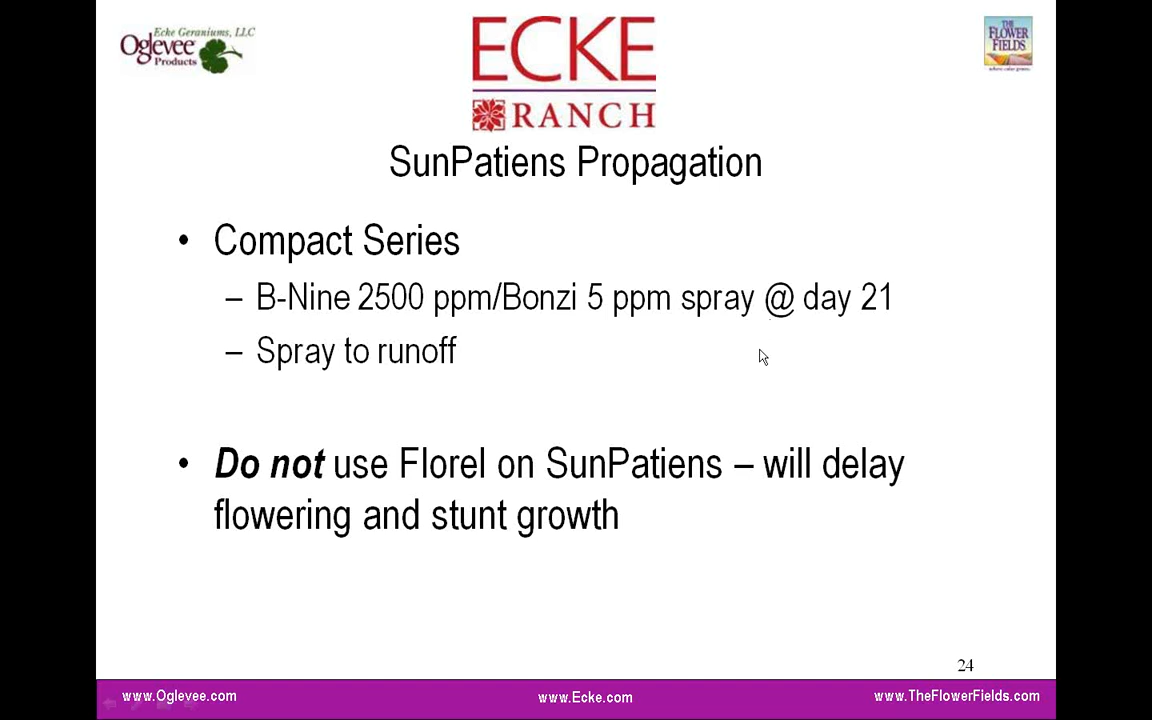 Ecke Geraniums, LLC
Oglevee
Products
ECKE
RANCH
THE
FLOWER
FIELDS
SunPatiens Propagation
• Compact Series
– B-Nine 2500 ppm/Bonzi 5 ppm spray @ day 21
– Spray to runoff
• Do not use Florel on SunPatiens – will delay
flowering and stunt growth
24
www.Oglevee.com
www.Ecke.com
www.TheFlowerFields.com